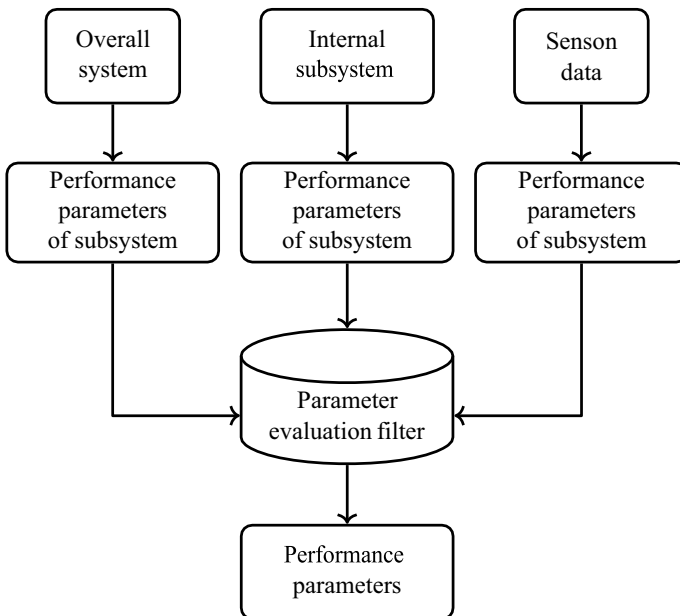 Overall
system
Internal
subsystem
Senson
data
Performance
parameters
of subsystem
Performance
parameters
of subsystem
Performance
parameters
of subsystem
Parameter
evaluation filter
Performance
parameters